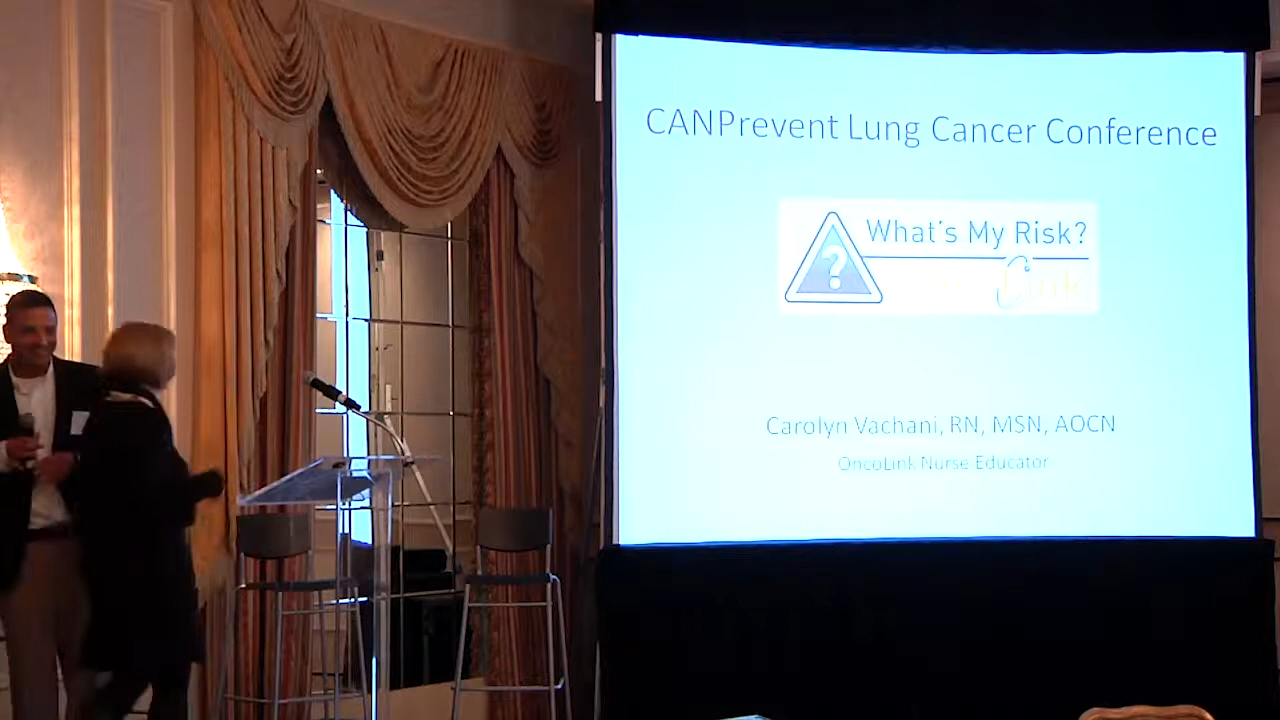 CANPrevent Lung Cancer Conference
?
What's My Risk?
Carolyn Vachani, RN, MSN, AOCN
OncoLink Nurse Educator